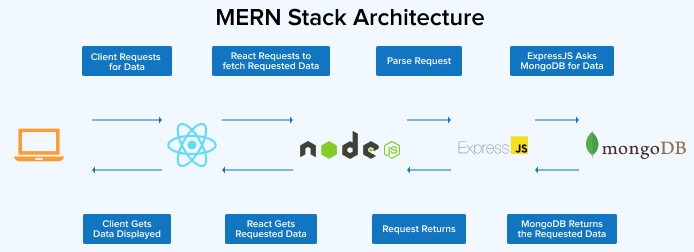 MERN Stack Architecture
Client Requests
for Data
React Requests to
fetch Requested Data
Parse Request
ExpressJS Asks
MongoDB for Data
node
JS
Express JS
mongoDB
Client Gets
Data Displayed
React Gets
Requested Data
Request Returns
MongoDB Returns
the Requested Data